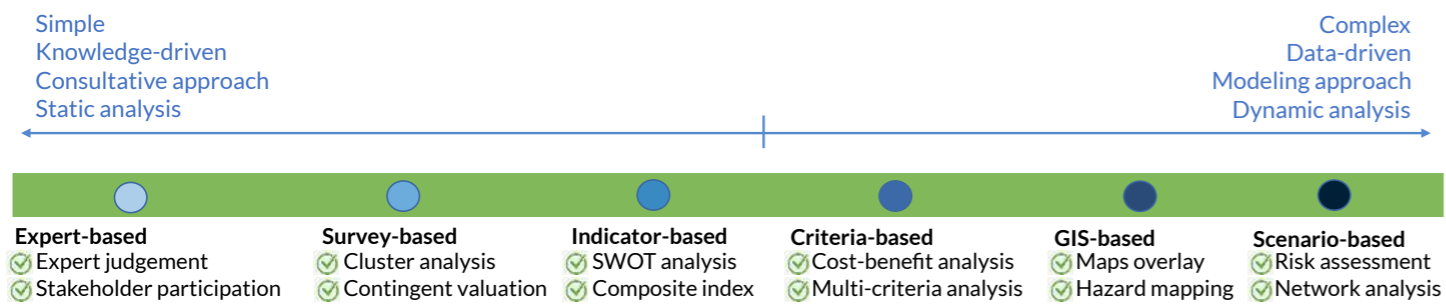 Simple
Knowledge-driven
Consultative approach
Static analysis
Complex
Data-driven
Modeling approach
Dynamic analysis
Expert-based
Expert judgement
Stakeholder participation
Survey-based
Cluster analysis
Contingent valuation
Indicator-based
SWOT analysis
Composite index
Criteria-based
Cost-benefit analysis
Multi-criteria analysis
GIS-based
Maps overlay
Hazard mapping
Scenario-based
Risk assessment
Network analysis